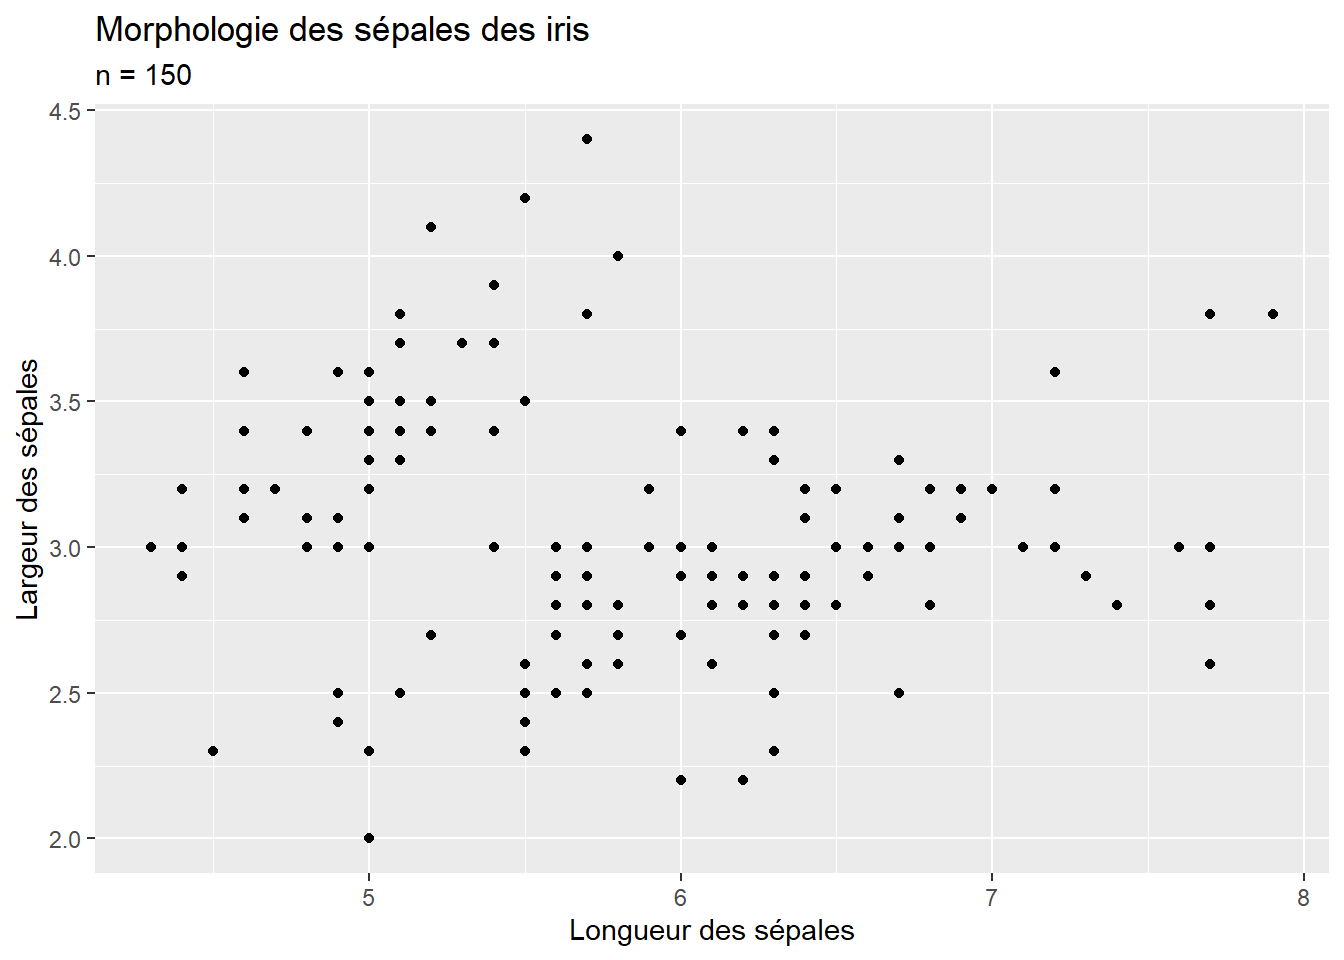 Morphologie des sépales des iris
n = 150
4.5
4.0
3.5
3.0
2.5
2.0
Largeur des sépales
5 6 7 8
Longueur des sépales